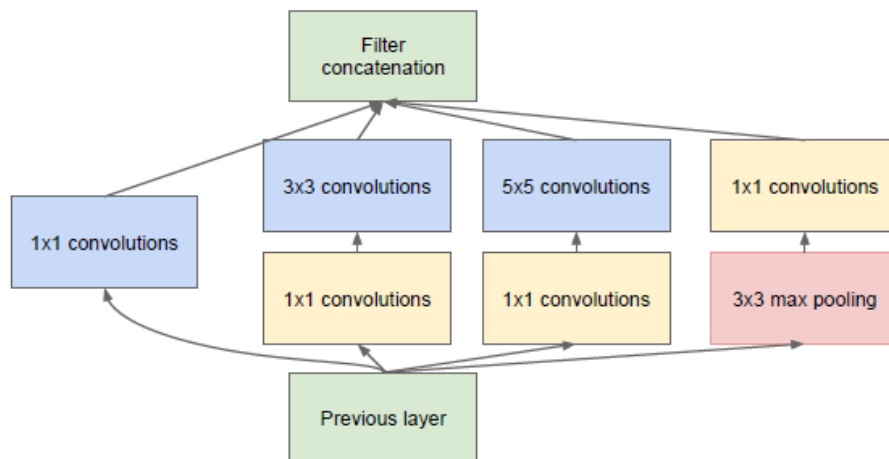 Filter
concatenation
3x3 convolutions
5x5 convolutions
1x1 convolutions
1x1 convolutions
1x1 convolutions
1x1 convolutions
3x3 max pooling
Previous layer